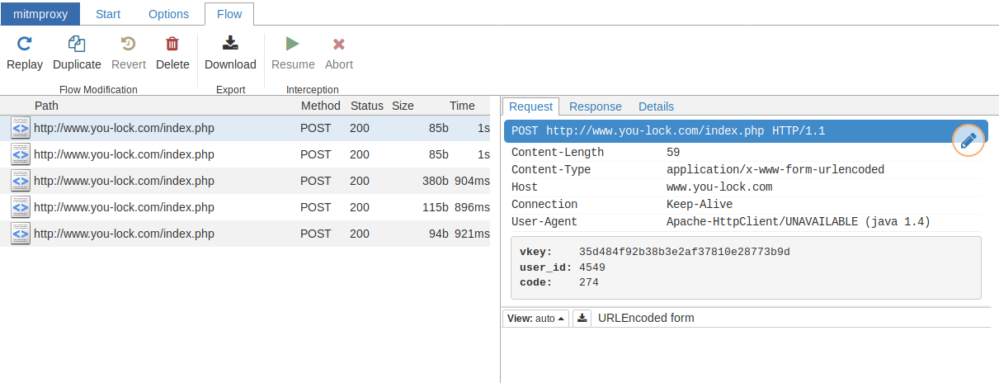 mitmproxy Start Options Flow
Replay Duplicate Revert Delete Download Resume Abort
Flow Modification Export Interception
Path Method Status Size Time
http://www.you-lock.com/index.php POST 200 85b 1s
http://www.you-lock.com/index.php POST 200 85b 1s
http://www.you-lock.com/index.php POST 200 380b 904ms
http://www.you-lock.com/index.php POST 200 115b 896ms
http://www.you-lock.com/index.php POST 200 94b 921ms
Request Response Details
POST http://www.you-lock.com/index.php HTTP/1.1
Content-Length 59
Content-Type application/x-www-form-urlencoded
Host www.you-lock.com
Connection Keep-Alive
User-Agent Apache-HttpClient/UNAVAILABLE (java 1.4)
vkey: 35d484f92b38b3e2af37810e28773b9d
user_id: 4549
code: 274
View: auto URLEncoded form